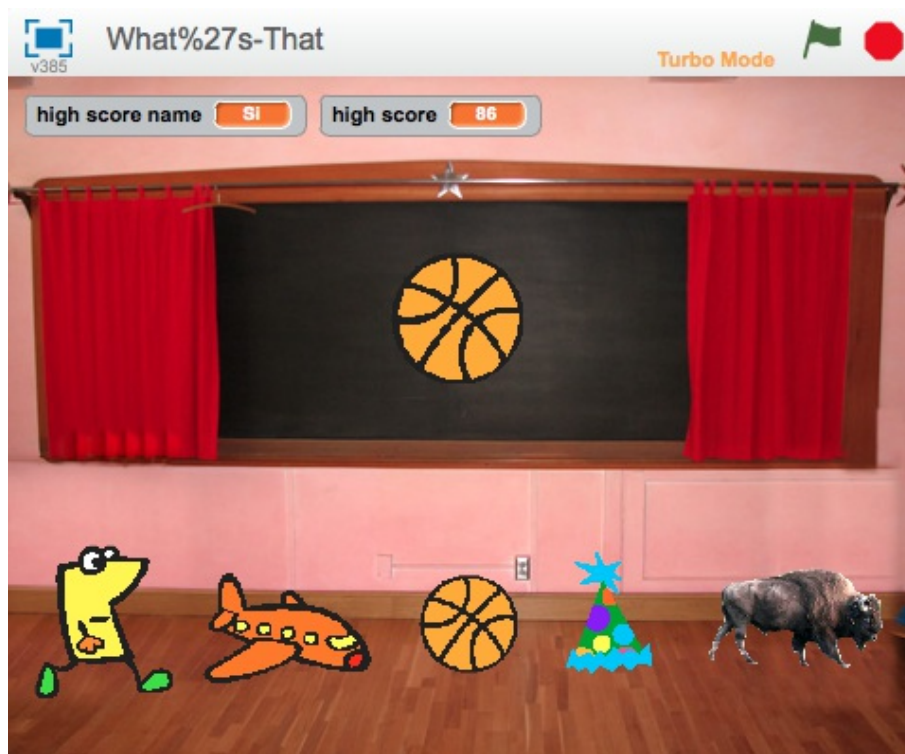 What%27s-That
v385
Turbo Mode
high score name Si
high score 86